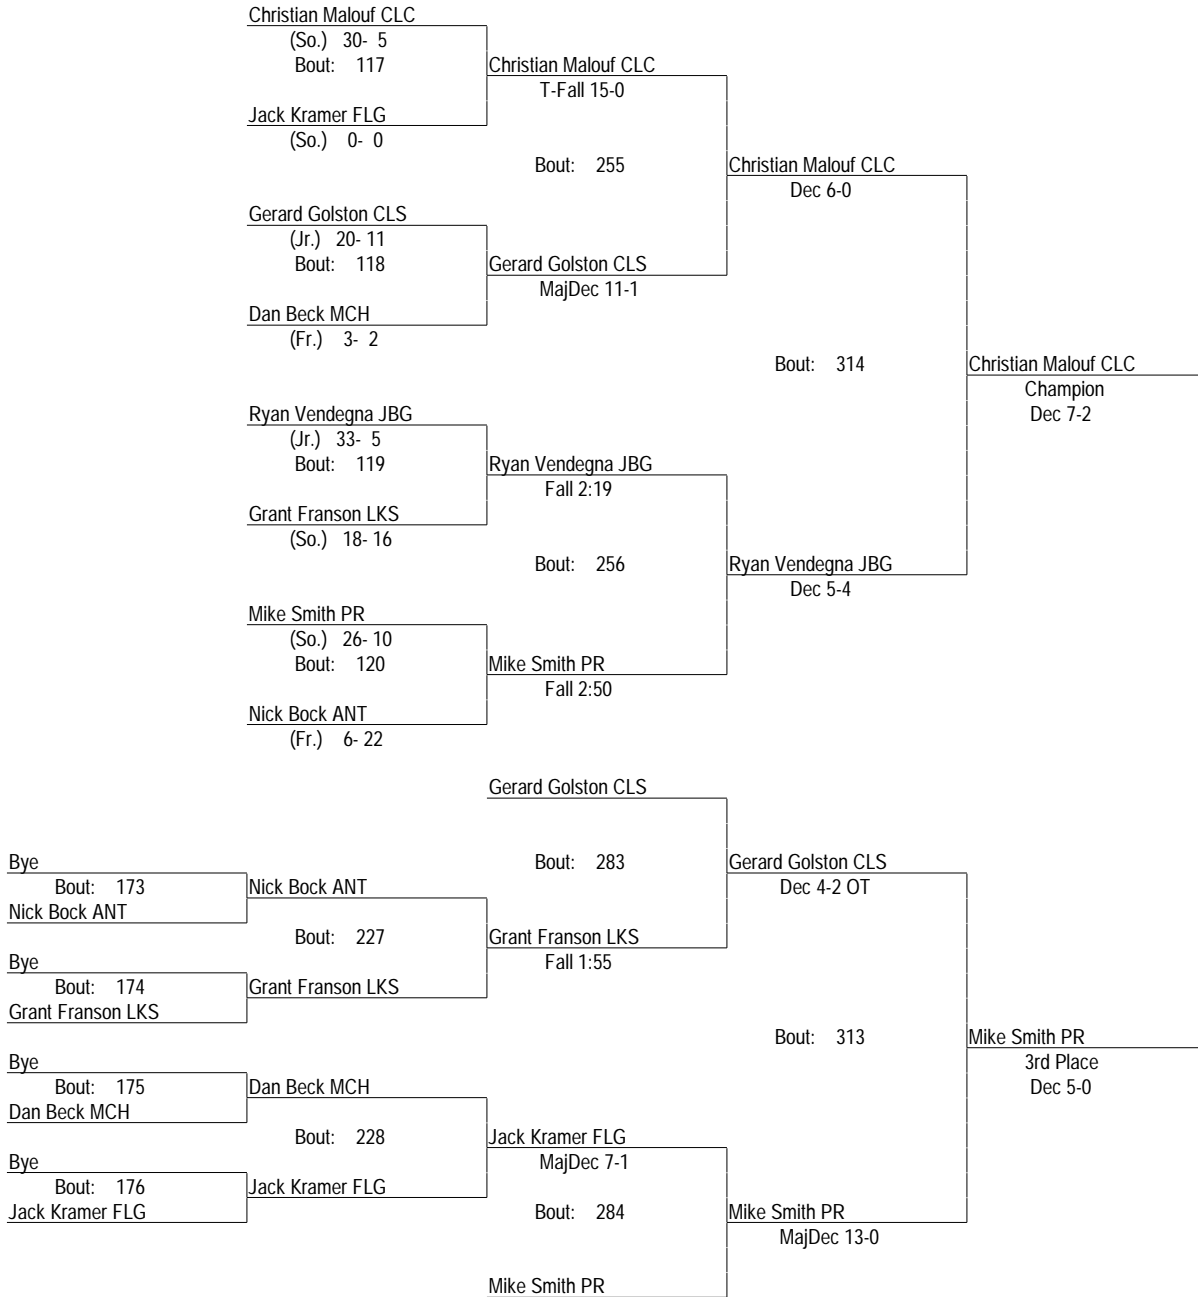 Christian Malouf CLC
(So.) 30- 5
Bout: 117
Christian Malouf CLC
T-Fall 15-0
Jack Kramer FLG
(So.) 0- 0
Bout: 255
Christian Malouf CLC
Dec 6-0
Gerard Golston CLS
(Jr.) 20- 11
Bout: 118
Gerard Golston CLS
MajDec 11-1
Dan Beck MCH
(Fr.) 3- 2
Bout: 314
Christian Malouf CLC
Champion
Dec 7-2
Ryan Vendegna JBG
(Jr.) 33- 5
Bout: 119
Ryan Vendegna JBG
Fall 2:19
Grant Franson LKS
(So.) 18- 16
Bout: 256
Ryan Vendegna JBG
Dec 5-4
Mike Smith PR
(So.) 26- 10
Bout: 120
Mike Smith PR
Fall 2:50
Nick Bock ANT
(Fr.) 6- 22
Gerard Golston CLS
Bout: 283
Gerard Golston CLS
Dec 4-2 OT
Bye
Bout: 173
Nick Bock ANT
Nick Bock ANT
Bout: 227
Grant Franson LKS
Fall 1:55
Bye
Bout: 174
Grant Franson LKS
Grant Franson LKS
Bout: 313
Mike Smith PR
3rd Place
Dec 5-0
Bye
Bout: 175
Dan Beck MCH
Dan Beck MCH
Bout: 228
Jack Kramer FLG
MajDec 7-1
Bye
Bout: 176
Jack Kramer FLG
Jack Kramer FLG
Bout: 284
Mike Smith PR
MajDec 13-0
Mike Smith PR